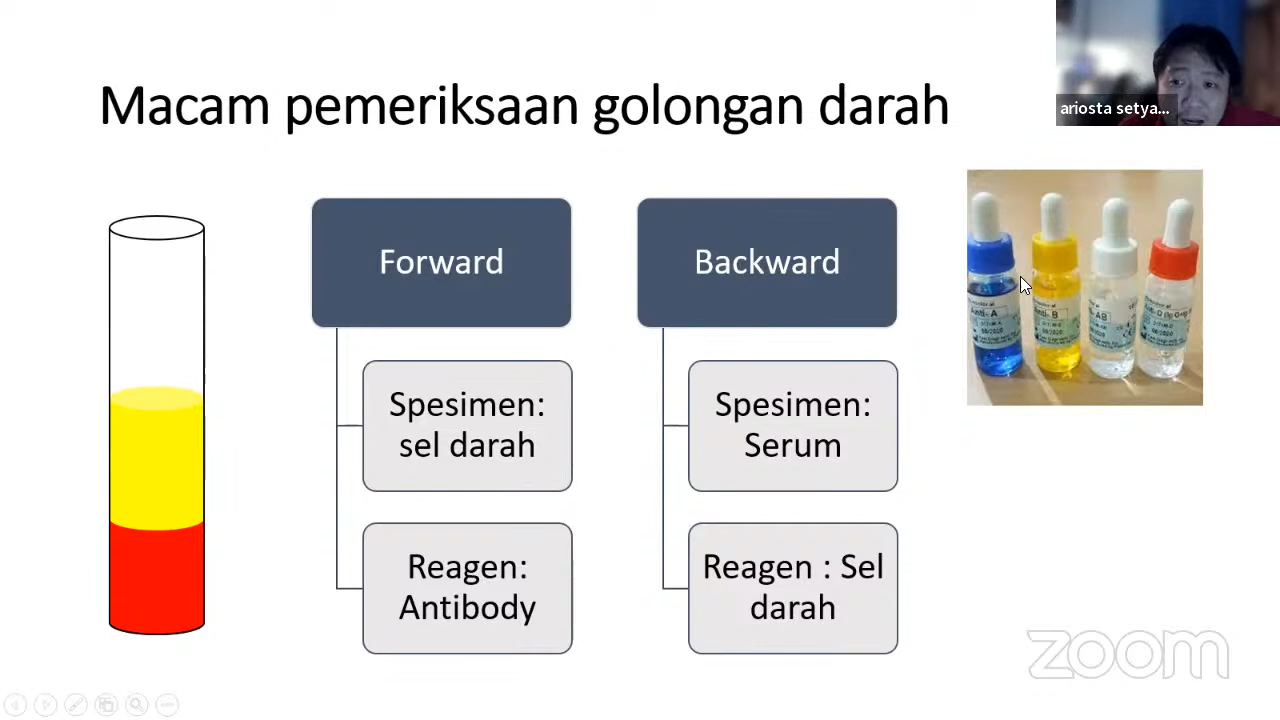 Macam pemeriksaan golongan darah
ariosta setya...
Forward
Backward
Spesimen:
sel darah
Spesimen:
Serum
Reagen:
Antibody
Reagen : Sel
darah
Anti-A
Anti-B
AB
zoom